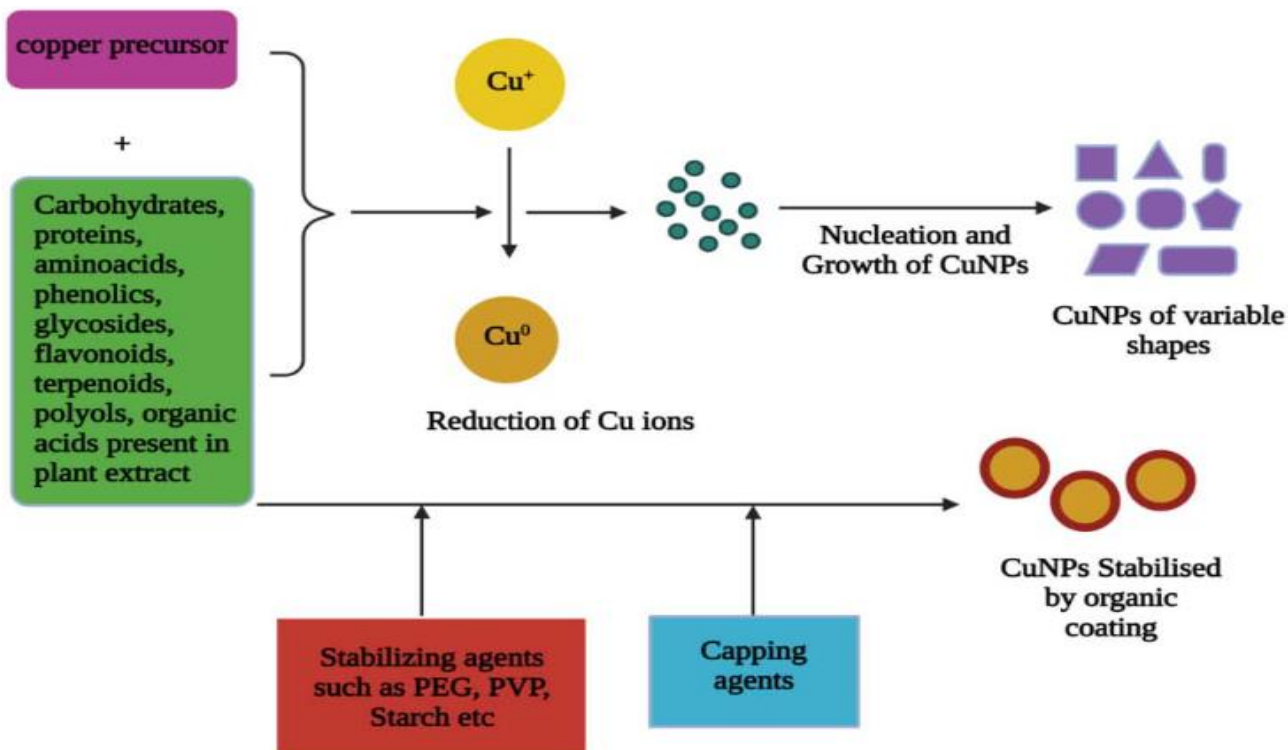 copper precursor
+
Carbohydrates,
proteins,
aminoacids,
phenolics,
glycosides,
flavonoids,
terpenoids,
polyols, organic
acids present in
plant extract
Cu⁺
Cu⁰
Reduction of Cu ions
Nucleation and
Growth of CuNPs
CuNPs of variable
shapes
Stabilizing agents
such as PEG, PVP,
Starch etc
Capping
agents
CuNPs Stabilised
by organic
coating